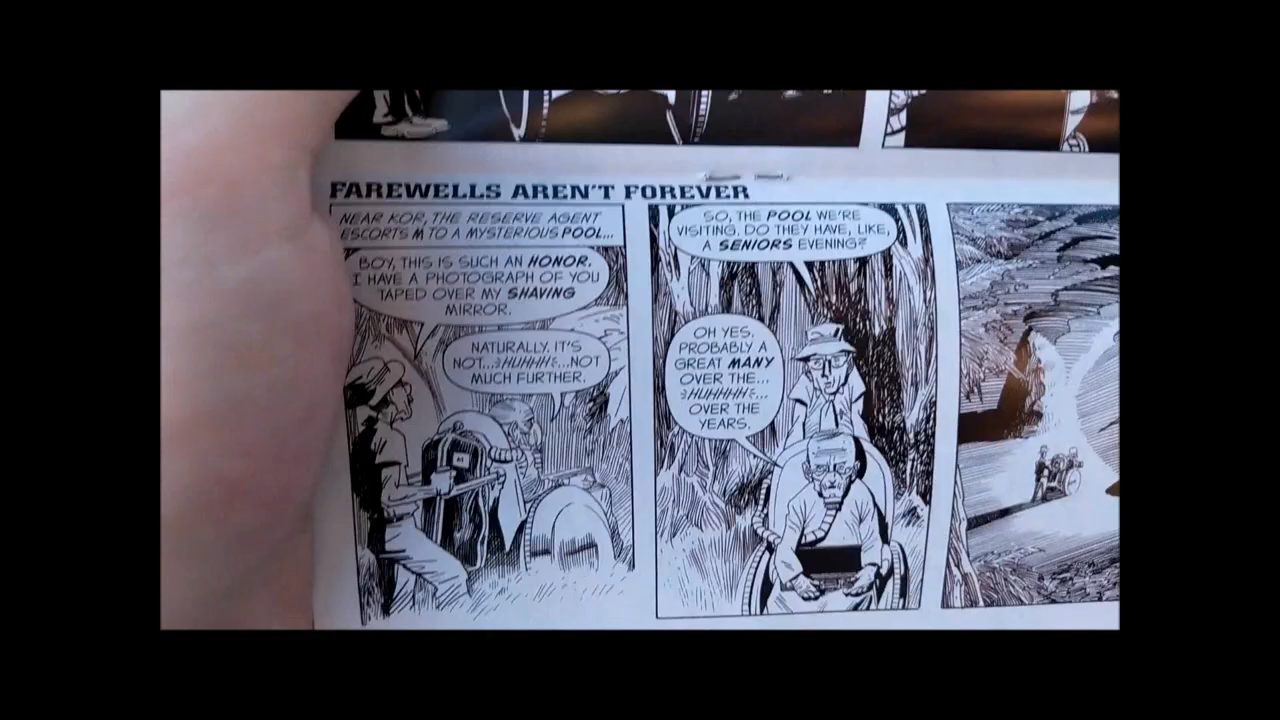 FAREWELLS AREN'T FOREVER
NEAR KOR, THE RESERVE AGENT
ESCORTS M TO A MYSTERIOUS POOL...
BOY, THIS IS SUCH AN HONOR.
I HAVE A PHOTOGRAPH OF YOU
TAPED OVER MY SHAVING
MIRROR.
NATURALLY. IT'S
NOT...HUHHH...NOT
MUCH FURTHER.
SO, THE POOL WE'RE
VISITING. DO THEY HAVE, LIKE,
A SENIORS EVENING?
OH YES.
PROBABLY A
GREAT MANY
OVER THE...
HUHHHH...
OVER THE
YEARS.